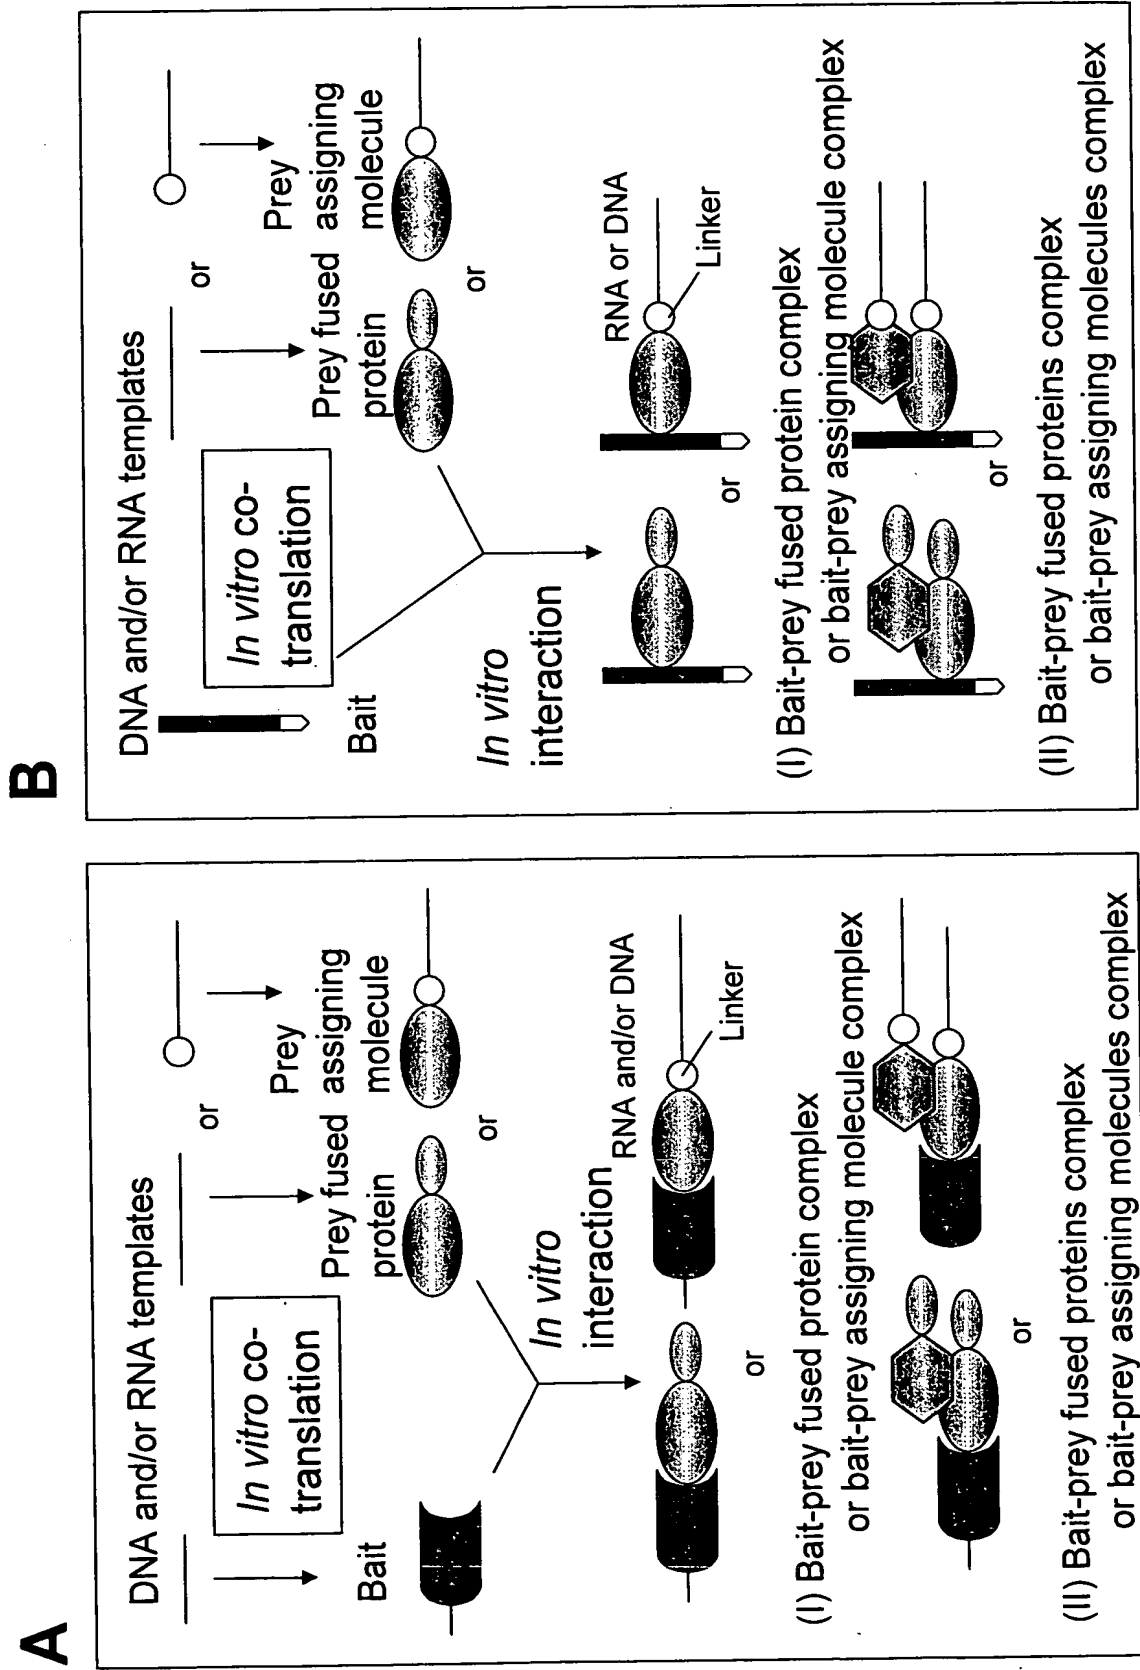 A
DNA and/or RNA templates
or
In vitro co-
translation
Bait
Prey fused
protein
Prey
assigning
molecule
or
In vitro
interaction
RNA and/or DNA
Linker
or
(I) Bait-prey fused protein complex
or bait-prey assigning molecule complex
or
(II) Bait-prey fused proteins complex
or bait-prey assigning molecules complex
B
DNA and/or RNA templates
or
In vitro co-
translation
Bait
Prey fused
protein
Prey
assigning
molecule
or
In vitro
interaction
RNA or DNA
Linker
or
(I) Bait-prey fused protein complex
or bait-prey assigning molecule complex
or
(II) Bait-prey fused proteins complex
or bait-prey assigning molecules complex